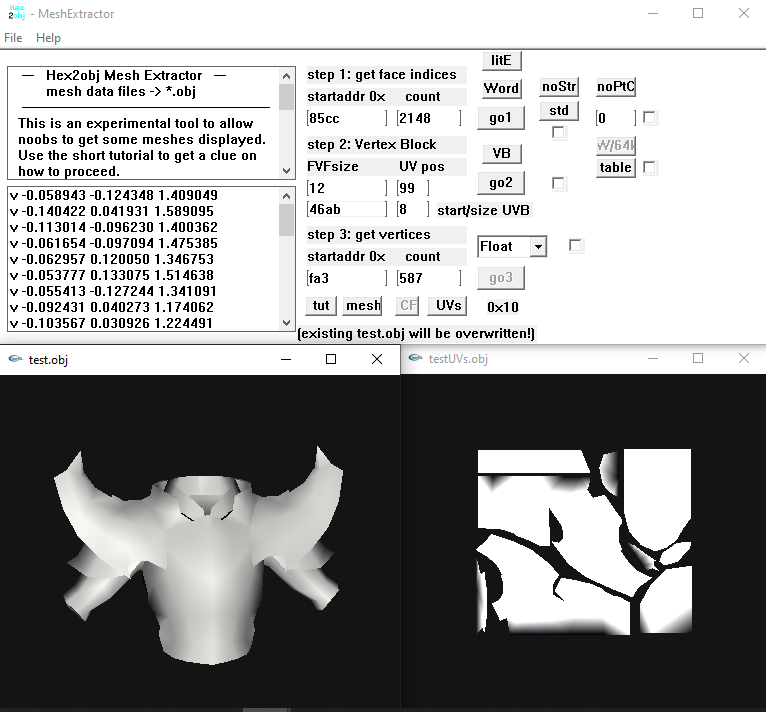 Hex
2obj
- MeshExtractor
File Help
— Hex2obj Mesh Extractor —
mesh data files -> *.obj
This is an experimental tool to allow
noobs to get some meshes displayed.
Use the short tutorial to get a clue on
how to proceed.
v -0.058943 -0.124348 1.409049
v -0.140422 0.041931 1.589095
v -0.113014 -0.096230 1.400362
v -0.061654 -0.097094 1.475385
v -0.062957 0.120050 1.346753
v -0.053777 0.133075 1.514638
v -0.055413 -0.127244 1.341091
v -0.092431 0.040273 1.174062
v -0.103567 0.030926 1.224491
step 1: get face indices
startaddr 0x count
85cc 2148
step 2: Vertex Block
FVFsize UV pos
12 99
46ab 8 start/size UVB
step 3: get vertices
startaddr 0x count
fa3 587
tut mesh CF UVs
(existing test.obj will be overwritten!)
litE
Word noStr noPtC
go1 std 0
VB W/64k
go2 table
Float
go3
0x10
test.obj
testUVs.obj